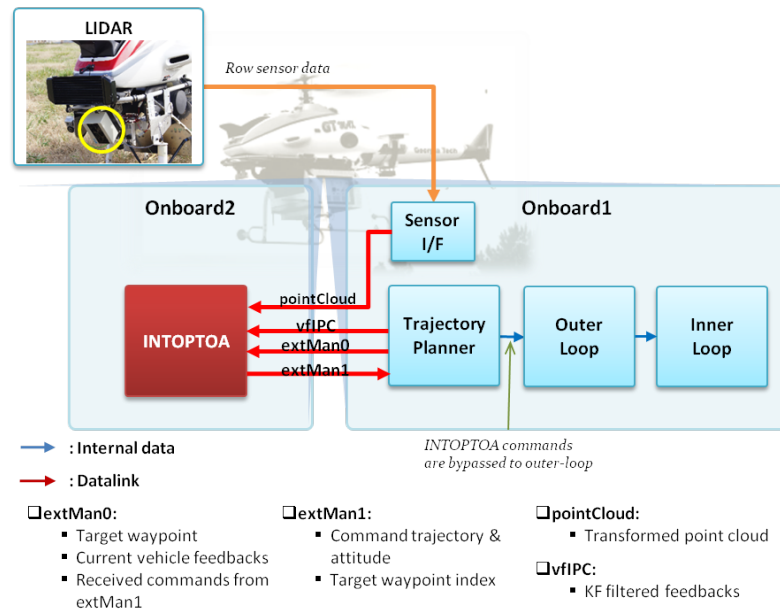 LIDAR
Row sensor data
Onboard2
Onboard1
Sensor
I/F
pointCloud
vfIPC
extMan0
extMan1
INTOPTOA
Trajectory
Planner
Outer
Loop
Inner
Loop
INTOPTOA commands
are bypassed to outer-loop
: Internal data
: Datalink
❑extMan0:
▪ Target waypoint
▪ Current vehicle feedbacks
▪ Received commands from
extMan1
❑extMan1:
▪ Command trajectory &
attitude
▪ Target waypoint index
❑pointCloud:
▪ Transformed point cloud
❑vfIPC:
▪ KF filtered feedbacks